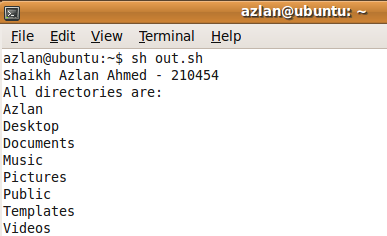 azlan@ubuntu: ~
File Edit View Terminal Help
azlan@ubuntu:~$ sh out.sh
Shaikh Azlan Ahmed - 210454
All directories are:
Azlan
Desktop
Documents
Music
Pictures
Public
Templates
Videos